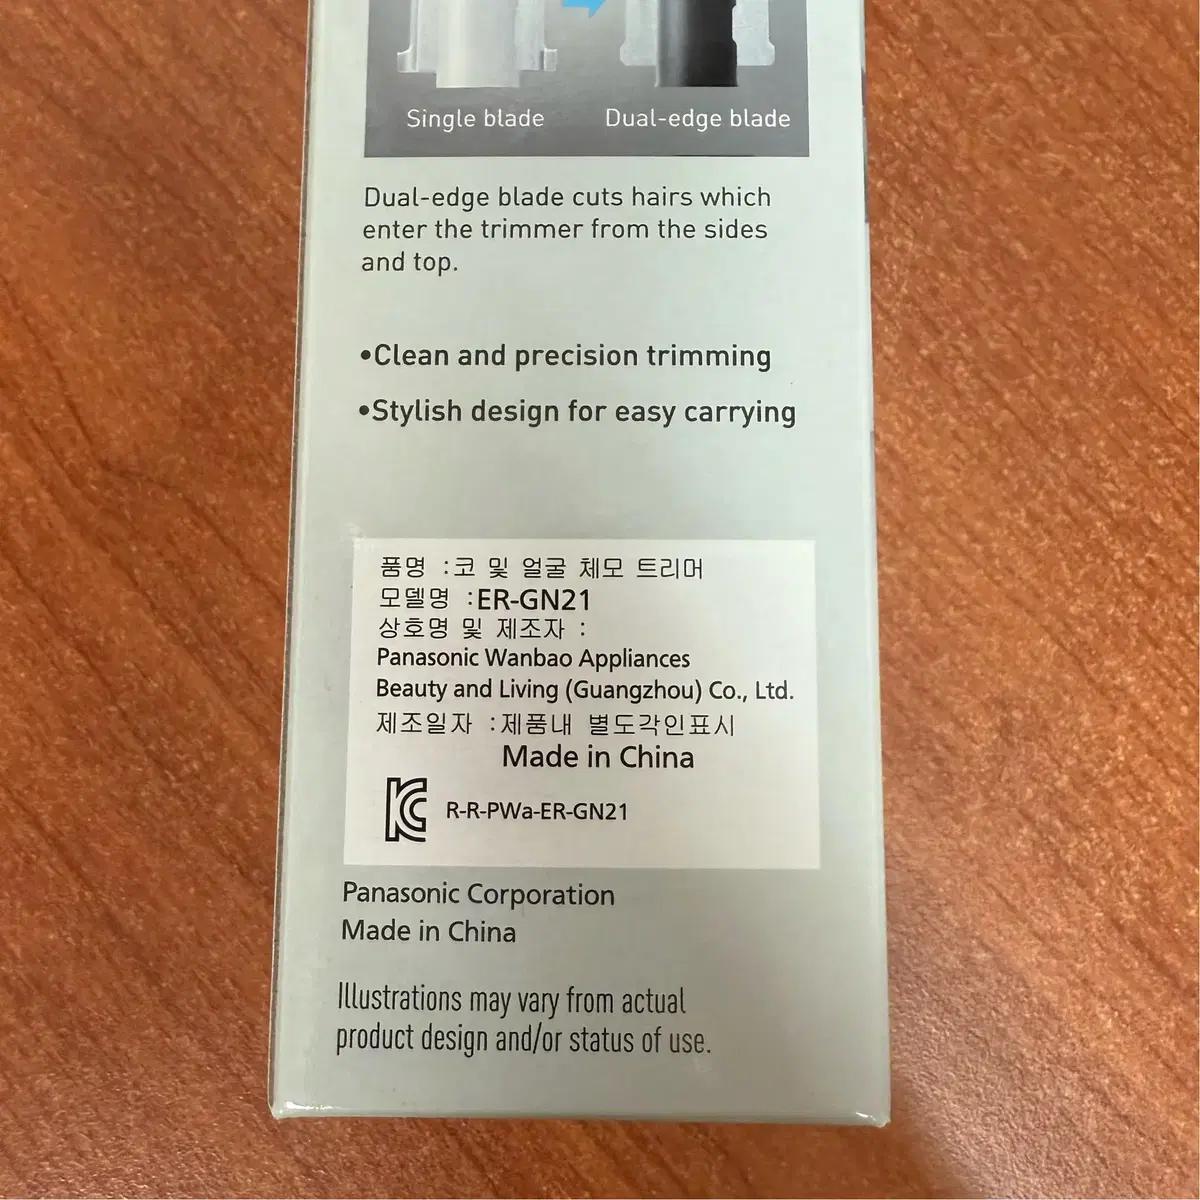 Single blade
Dual-edge blade
Dual-edge blade cuts hairs which
enter the trimmer from the sides
and top.
•Clean and precision trimming
•Stylish design for easy carrying
품명 :코 및 얼굴 체모 트리머
모델명 :ER-GN21
상호명 및 제조자 :
Panasonic Wanbao Appliances
Beauty and Living (Guangzhou) Co., Ltd.
제조일자 :제품내 별도각인표시
Made in China
R-R-PWa-ER-GN21
Panasonic Corporation
Made in China
Illustrations may vary from actual
product design and/or status of use.